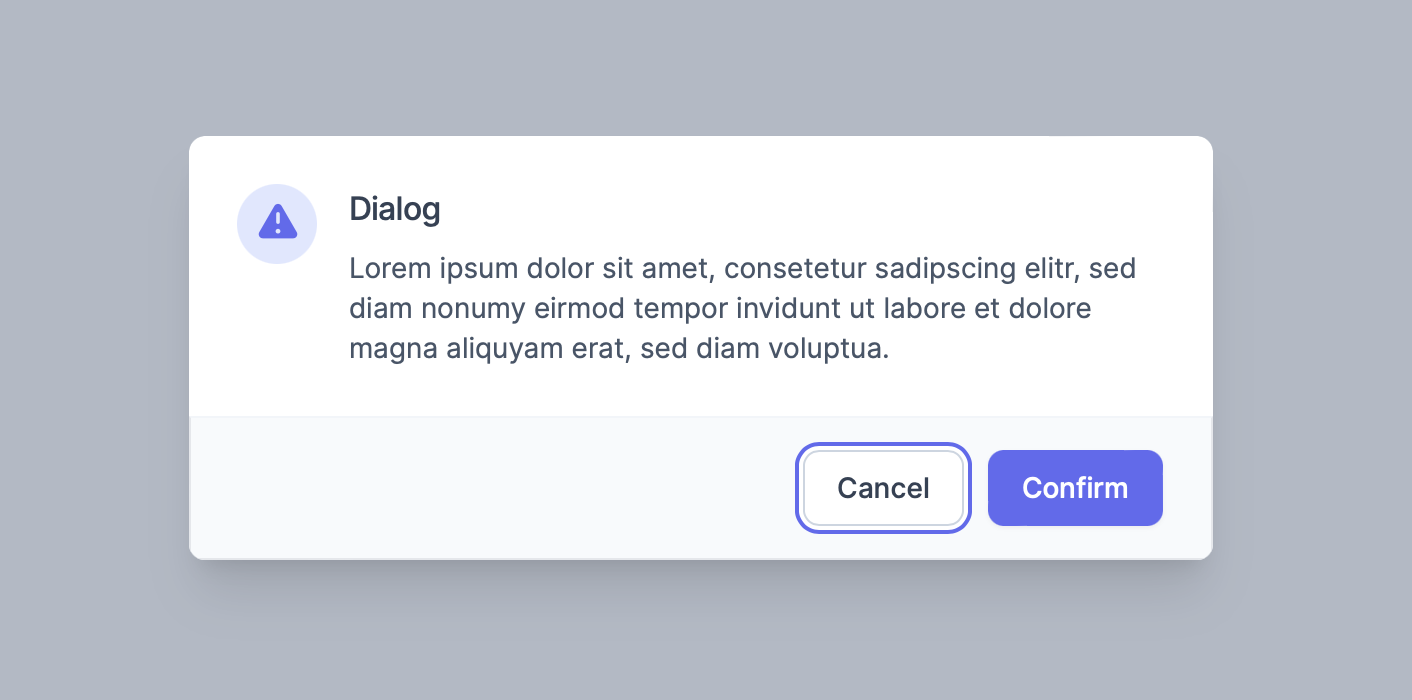 Dialog
Lorem ipsum dolor sit amet, consetetur sadipscing elitr, sed
diam nonumy eirmod tempor invidunt ut labore et dolore
magna aliquyam erat, sed diam voluptua.
Cancel
Confirm